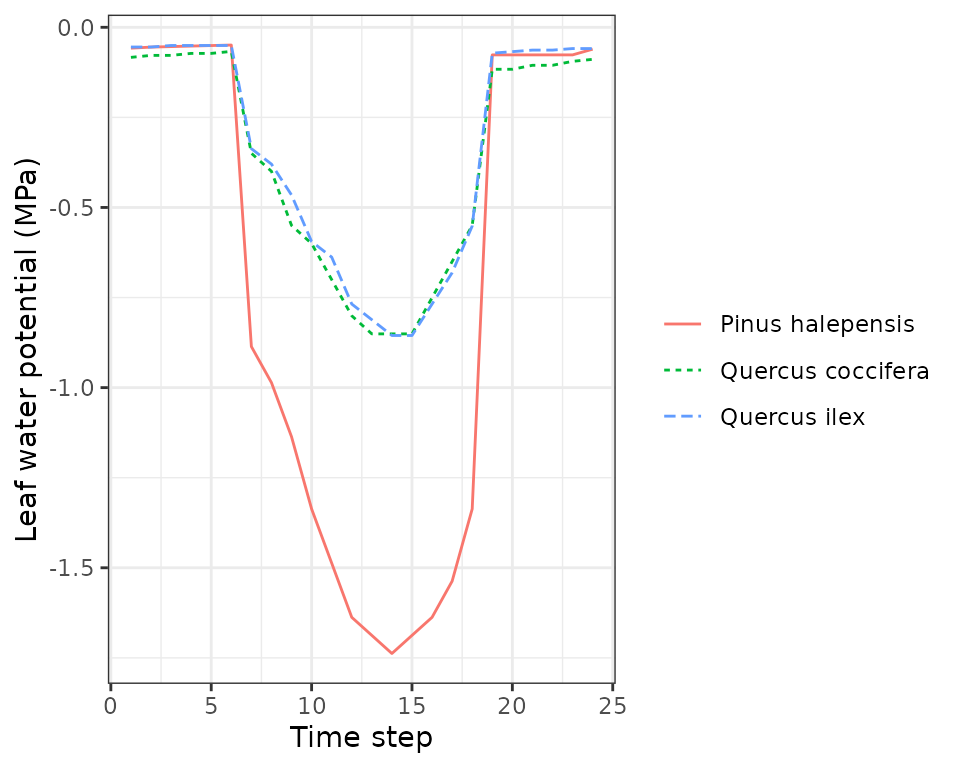 Leaf water potential (MPa)
0.0
-0.5
-1.0
-1.5
0 5 10 15 20 25
Time step
Pinus halepensis
Quercus coccifera
Quercus ilex